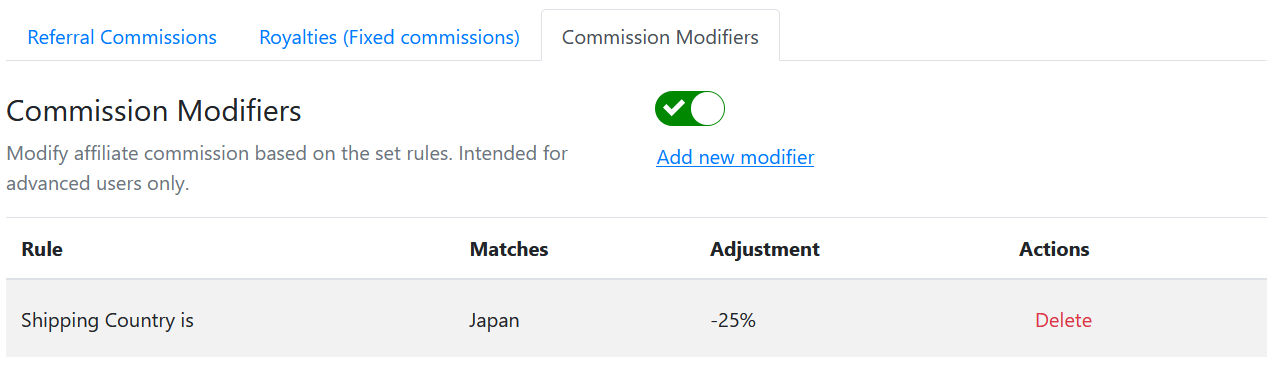 Referral Commissions Royalties (Fixed commissions) Commission Modifiers
Commission Modifiers
Modify affiliate commission based on the set rules. Intended for
advanced users only.
Add new modifier
Rule Matches Adjustment Actions
Shipping Country is Japan -25% Delete